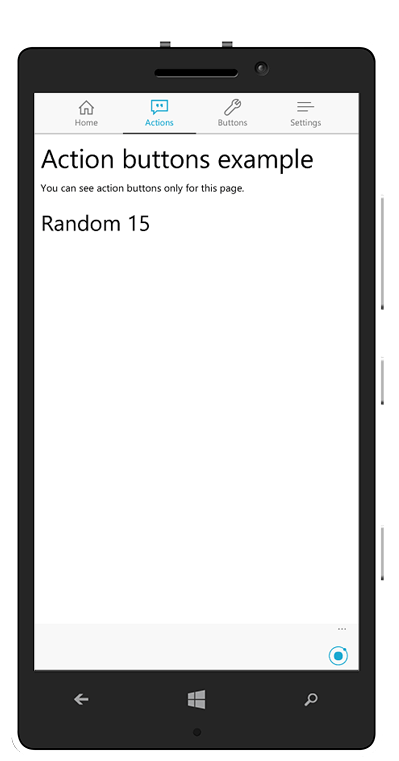 Home
Actions
Buttons
Settings
Action buttons example
You can see action buttons only for this page.
Random 15
...